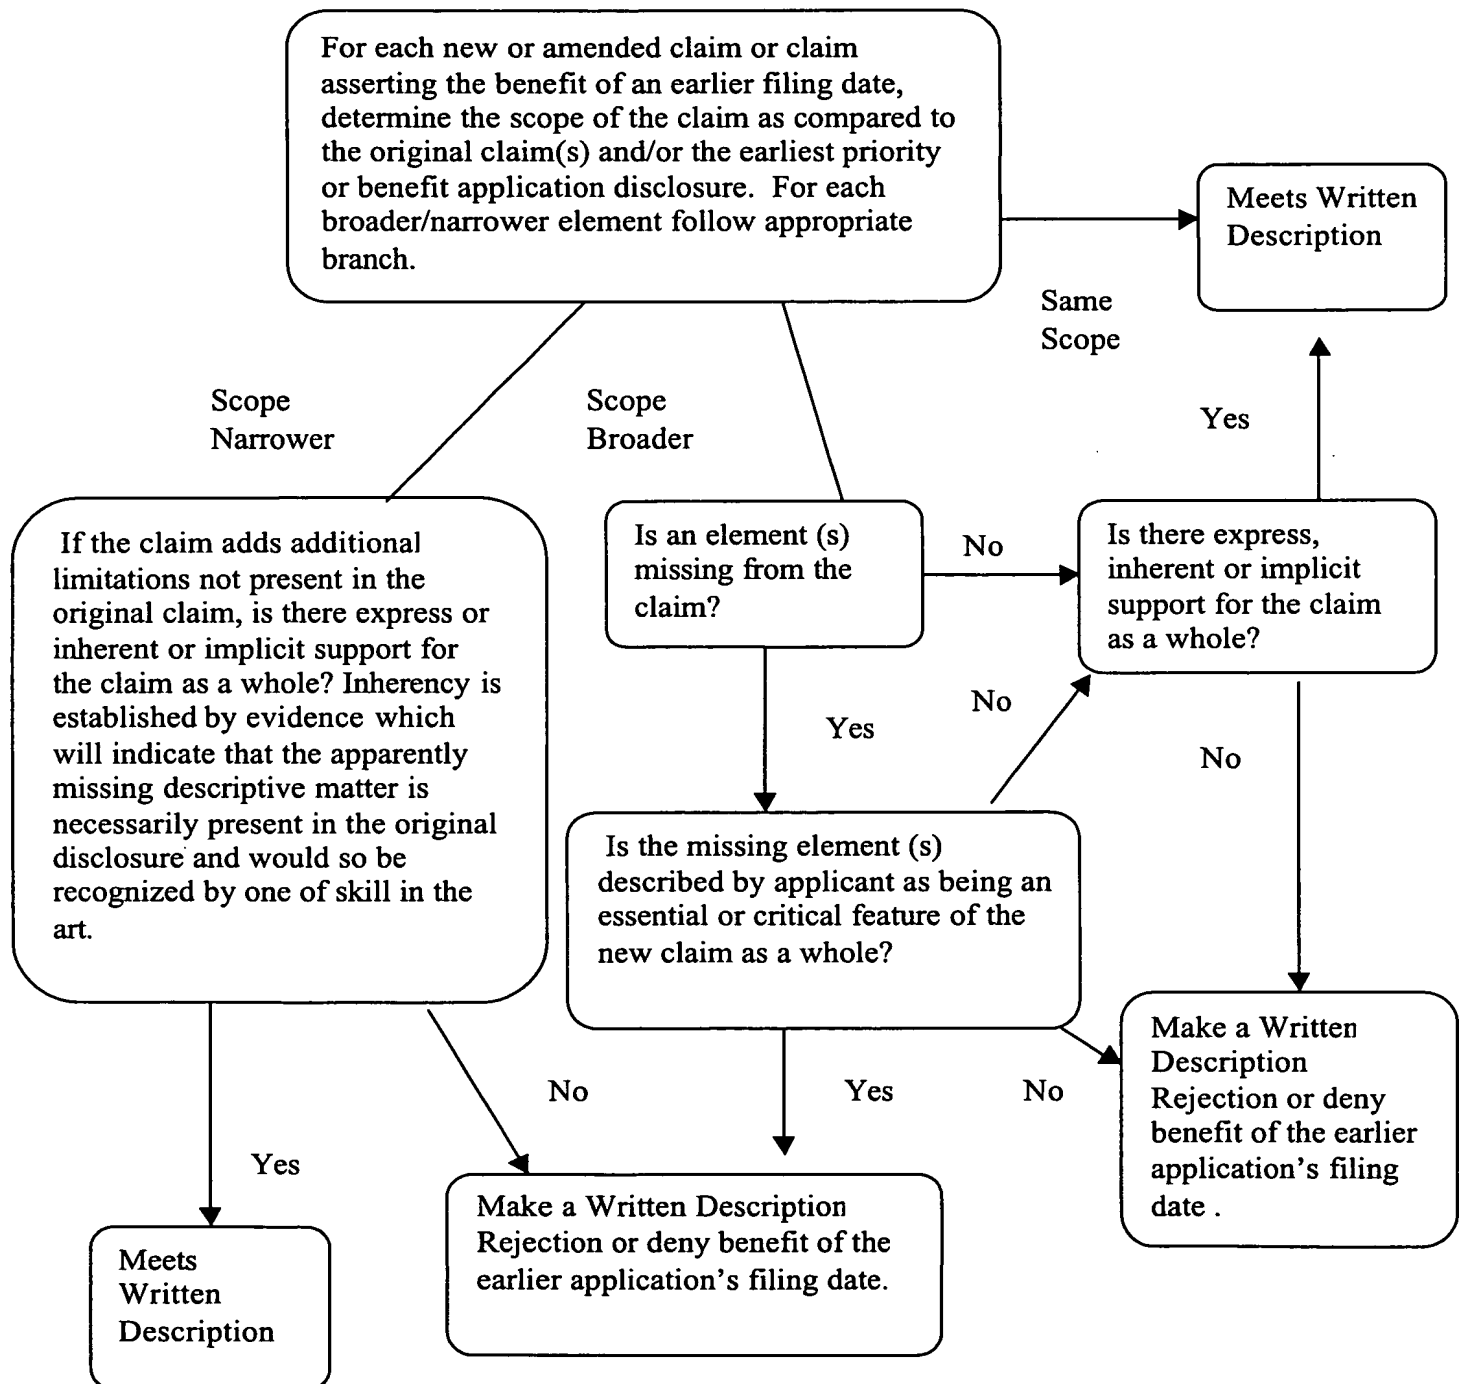 For each new or amended claim or claim
asserting the benefit of an earlier filing date,
determine the scope of the claim as compared to
the original claim(s) and/or the earliest priority
or benefit application disclosure. For each
broader/narrower element follow appropriate
branch.
Meets Written
Description
Same
Scope
Scope
Narrower
Scope
Broader
Yes
If the claim adds additional
limitations not present in the
original claim, is there express or
inherent or implicit support for
the claim as a whole? Inherency is
established by evidence which
will indicate that the apparently
missing descriptive matter is
necessarily present in the original
disclosure and would so be
recognized by one of skill in the
art.
Is an element (s)
missing from the
claim?
No
Is there express,
inherent or implicit
support for the claim
as a whole?
Yes
No
No
Is the missing element (s)
described by applicant as being an
essential or critical feature of the
new claim as a whole?
Make a Written
Description
Rejection or deny
benefit of the earlier
application's filing
date .
No
Yes
No
Yes
Make a Written Description
Rejection or deny benefit of the
earlier application's filing date.
Meets
Written
Description